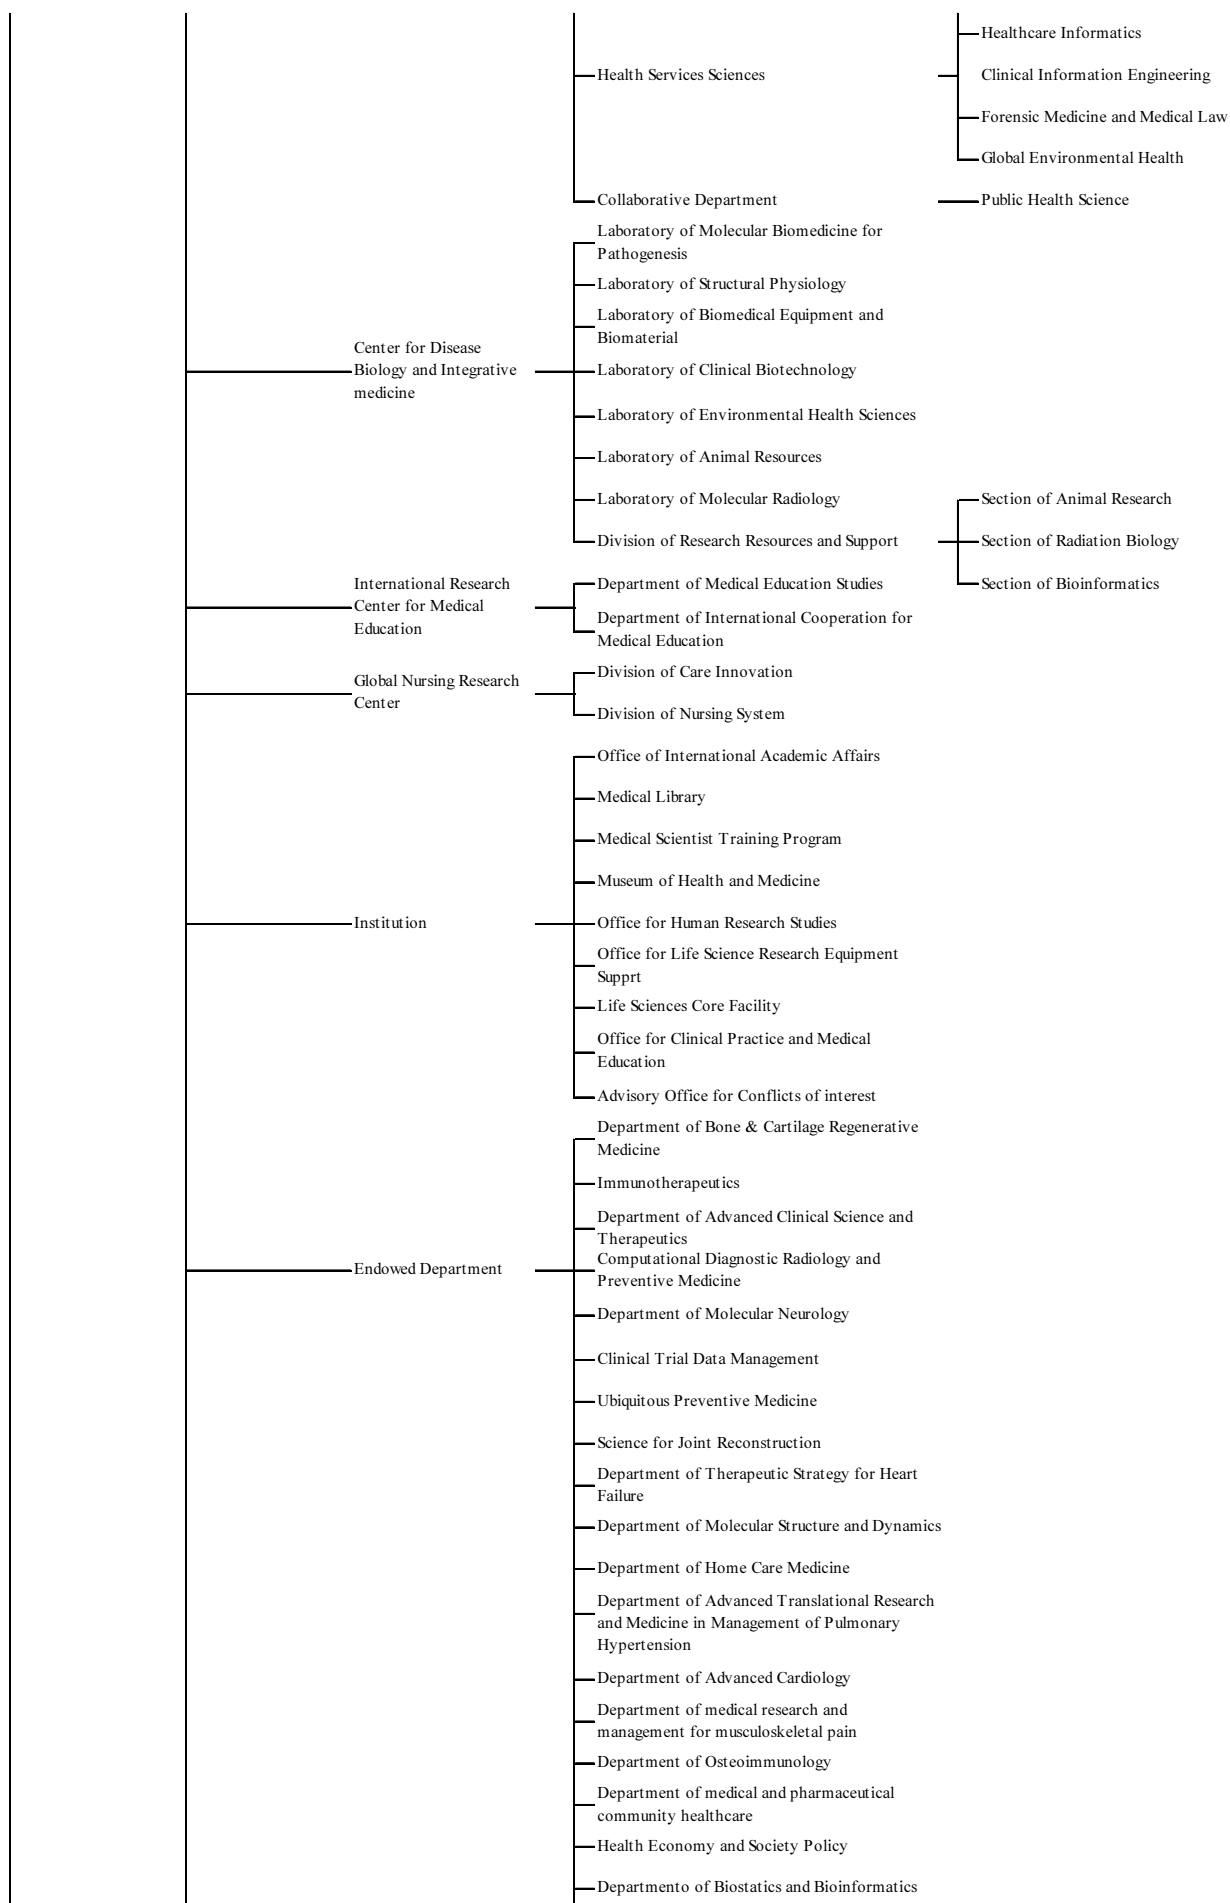 Healthcare Informatics
Health Services Sciences
Clinical Information Engineering
Forensic Medicine and Medical Law
Global Environmental Health
Collaborative Department
Public Health Science
Center for Disease
Biology and Integrative
medicine
Laboratory of Molecular Biomedicine for
Pathogenesis
Laboratory of Structural Physiology
Laboratory of Biomedical Equipment and
Biomaterial
Laboratory of Clinical Biotechnology
Laboratory of Environmental Health Sciences
Laboratory of Animal Resources
Laboratory of Molecular Radiology
Division of Research Resources and Support
Section of Animal Research
Section of Radiation Biology
Section of Bioinformatics
International Research
Center for Medical
Education
Department of Medical Education Studies
Department of International Cooperation for
Medical Education
Global Nursing Research
Center
Division of Care Innovation
Division of Nursing System
Institution
Office of International Academic Affairs
Medical Library
Medical Scientist Training Program
Museum of Health and Medicine
Office for Human Research Studies
Office for Life Science Research Equipment
Supprt
Life Sciences Core Facility
Office for Clinical Practice and Medical
Education
Advisory Office for Conflicts of interest
Endowed Department
Department of Bone & Cartilage Regenerative
Medicine
Immunotherapeutics
Department of Advanced Clinical Science and
Therapeutics
Computational Diagnostic Radiology and
Preventive Medicine
Department of Molecular Neurology
Clinical Trial Data Management
Ubiquitous Preventive Medicine
Science for Joint Reconstruction
Department of Therapeutic Strategy for Heart
Failure
Department of Molecular Structure and Dynamics
Department of Home Care Medicine
Department of Advanced Translational Research
and Medicine in Management of Pulmonary
Hypertension
Department of Advanced Cardiology
Department of medical research and
management for musculoskeletal pain
Department of Osteoimmunology
Department of medical and pharmaceutical
community healthcare
Health Economy and Society Policy
Departmento of Biostatics and Bioinformatics